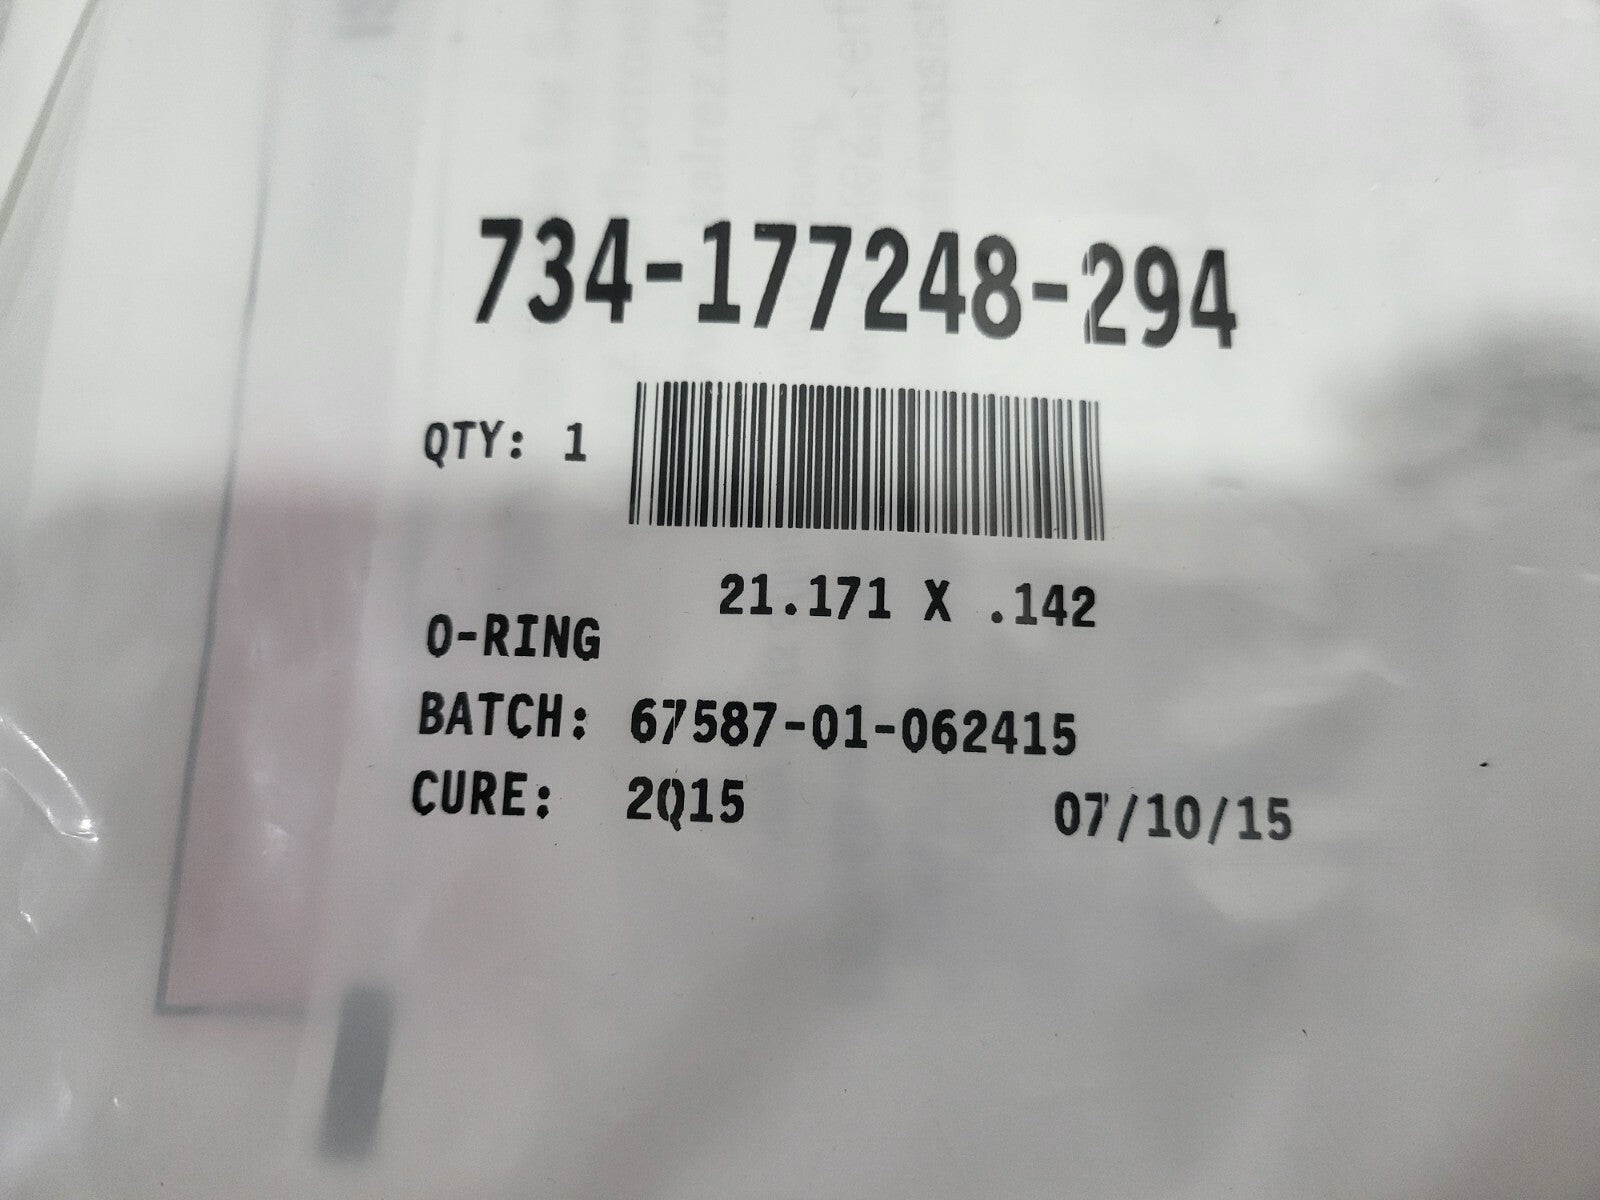 734-177248-294
QTY: 1
21.171 X .142
O-RING
BATCH: 67587-01-062415
CURE: 2Q15 07/10/15